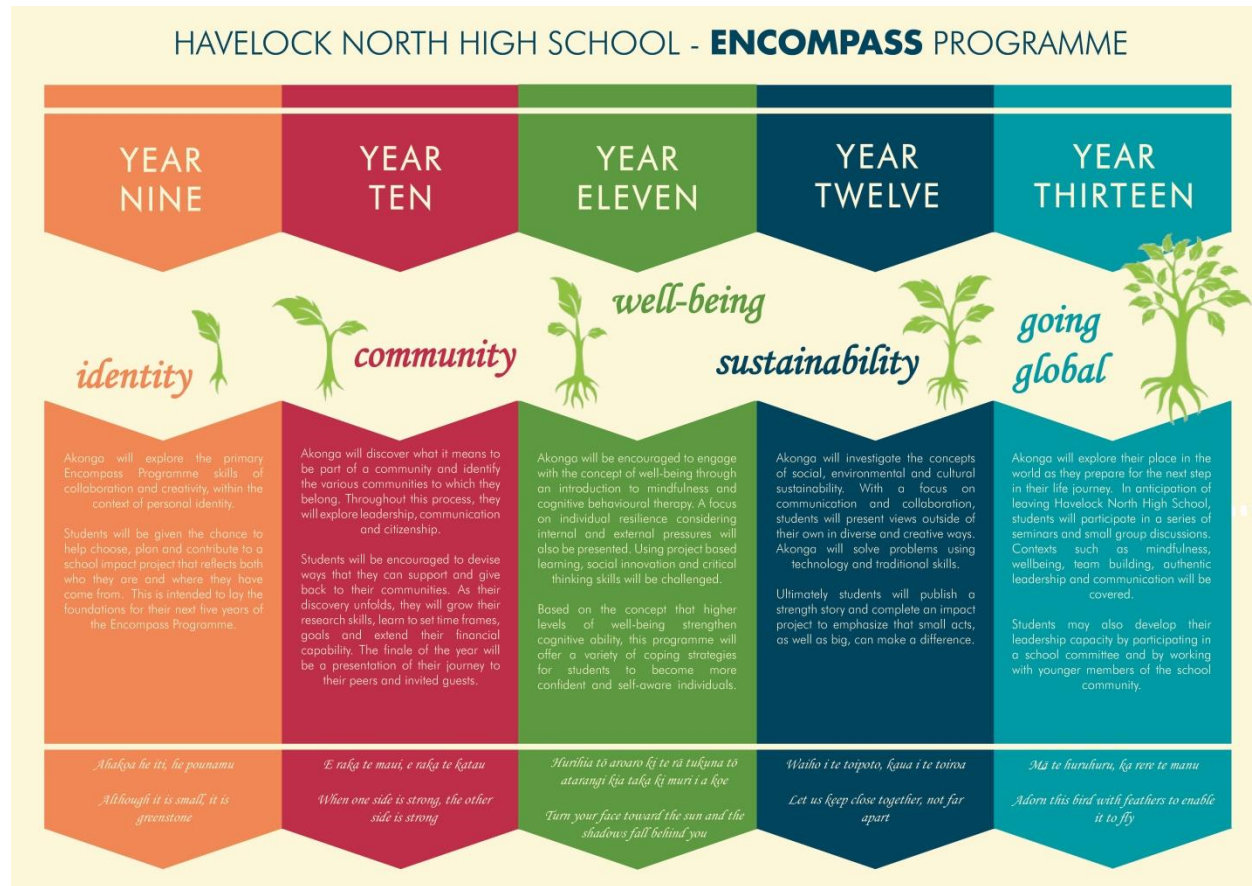 HAVELOCK NORTH HIGH SCHOOL - ENCOMPASS PROGRAMME
YEAR
NINE
identity
Akonga will explore the primary
Encompass Programme skills of
collaboration and creativity, within the
context of personal identity.
Students will be given the chance to
help choose, plan and contribute to a
school impact project that reflects both
who they are and where they have
come from. This is intended to lay the
foundations for their next five years of
the Encompass Programme.
Ahakoa he iti, he pounamu
Although it is small, it is
greenstone
YEAR
TEN
community
Akonga will discover what it means to
be part of a community and identify
the various communities to which they
belong. Throughout this process, they
will explore leadership, communication
and citizenship.
Students will be encouraged to devise
ways that they can support and give
back to their communities. As their
discovery unfolds, they will grow their
research skills, learn to set time frames,
goals and extend their financial
capability. The finale of the year will
be a presentation of their journey to
their peers and invited guests.
E raka te maui, e raka te katau
When one side is strong, the other
side is strong
YEAR
ELEVEN
well-being
Akonga will be encouraged to engage
with the concept of well-being through
an introduction to mindfulness and
cognitive behavioural therapy. A focus
on individual resilience considering
internal and external pressures will
also be presented. Using project based
learning, social innovation and critical
thinking skills will be challenged.
Based on the concept that higher
levels of well-being strengthen
cognitive ability, this programme will
offer a variety of coping strategies
for students to become more
confident and self-aware individuals.
Hurihia tō aroaro ki te rā tukuna tō
atarangi kia taka ki muri i a koe
Turn your face toward the sun and the
shadows fall behind you
YEAR
TWELVE
sustainability
Akonga will investigate the concepts
of social, environmental and cultural
sustainability. With a focus on
communication and collaboration,
students will present views outside of
their own in diverse and creative ways.
Akonga will solve problems using
technology and traditional skills.
Ultimately students will publish a
strength story and complete an impact
project to emphasize that small acts,
as well as big, can make a difference.
Waiho i te toipoto, kaua i te toiroa
Let us keep close together, not far
apart
YEAR
THIRTEEN
going
global
Akonga will explore their place in the
world as they prepare for the next step
in their life journey. In anticipation of
leaving Havelock North High School,
students will participate in a series of
seminars and small group discussions.
Contexts such as mindfulness,
wellbeing, team building, authentic
leadership and communication will be
covered.
Students may also develop their
leadership capacity by participating in
a school committee and by working
with younger members of the school
community.
Mā te huruhuru, ka rere te manu
Adorn this bird with feathers to enable
it to fly